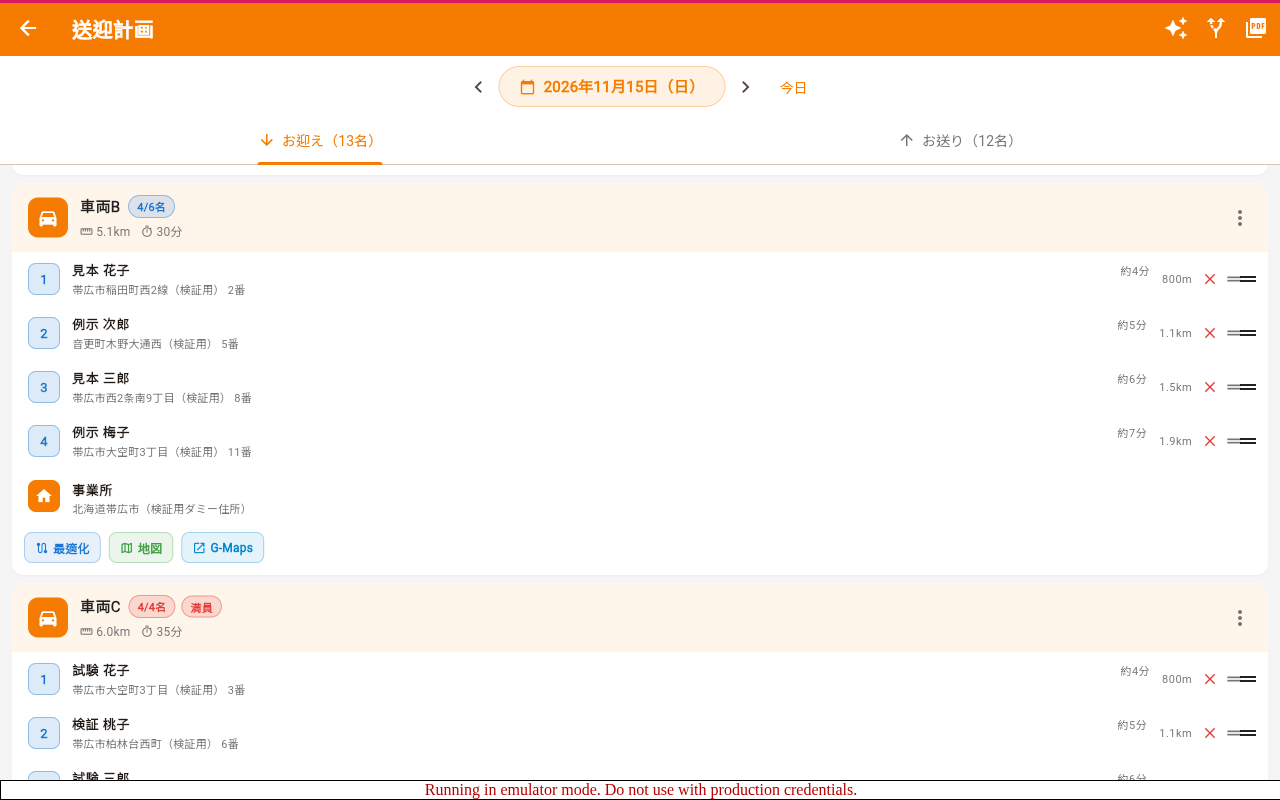 送迎計画
2026年11月15日（日）
今日
お迎え（13名）
お送り（12名）
車両B 4/6名
5.1km 30分
1 見本 花子 約4分 800m
帯広市稲田町西2線（検証用） 2番
2 例示 次郎 約5分 1.1km
音更町木野大通西（検証用） 5番
3 見本 三郎 約6分 1.5km
帯広市西2条南9丁目（検証用） 8番
4 例示 梅子 約7分 1.9km
帯広市大空町3丁目（検証用） 11番
事業所
北海道帯広市（検証用ダミー住所）
最適化 地図 G-Maps
車両C 4/4名 満員
6.0km 35分
1 試験 花子 約4分 800m
帯広市大空町3丁目（検証用） 3番
2 検証 桃子 約5分 1.1km
帯広市柏林台西町（検証用） 6番
試験 三郎 約6分
Running in emulator mode. Do not use with production credentials.